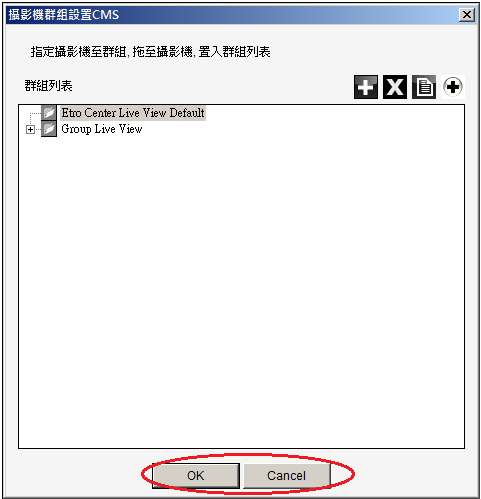 攝影機群組設置CMS
指定攝影機至群組, 拖至攝影機, 置入群組列表
群組列表
Etro Center Live View Default
Group Live View
OK
Cancel